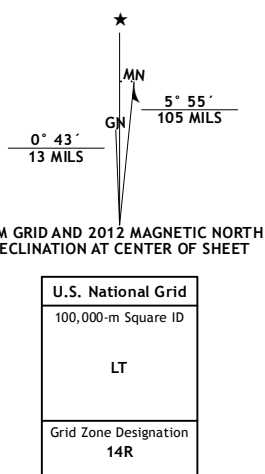 ★
MN
5° 55´
105 MILS
GN
0° 43´
13 MILS
M GRID AND 2012 MAGNETIC NORTH
ECLINATION AT CENTER OF SHEET
U.S. National Grid
100,000-m Square ID
LT
Grid Zone Designation
14R